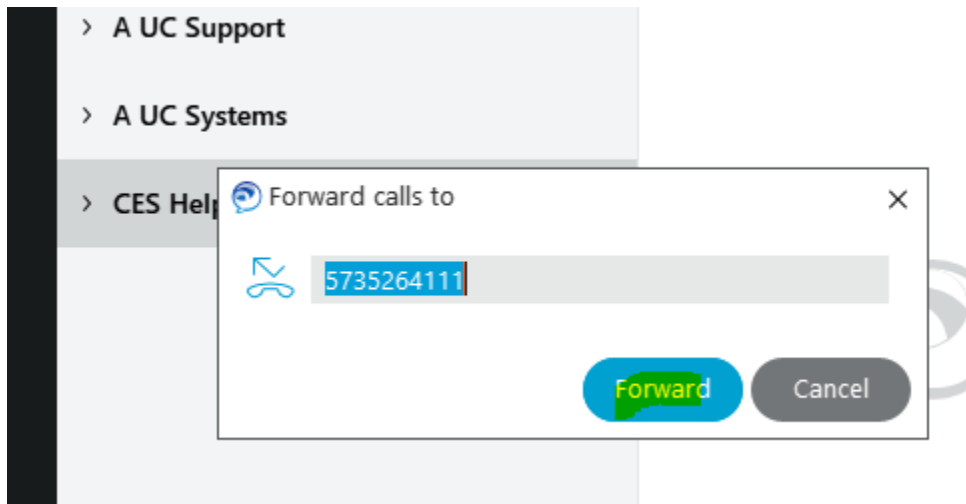 A UC Support
A UC Systems
CES Help
Forward calls to
5735264111
Forward
Cancel